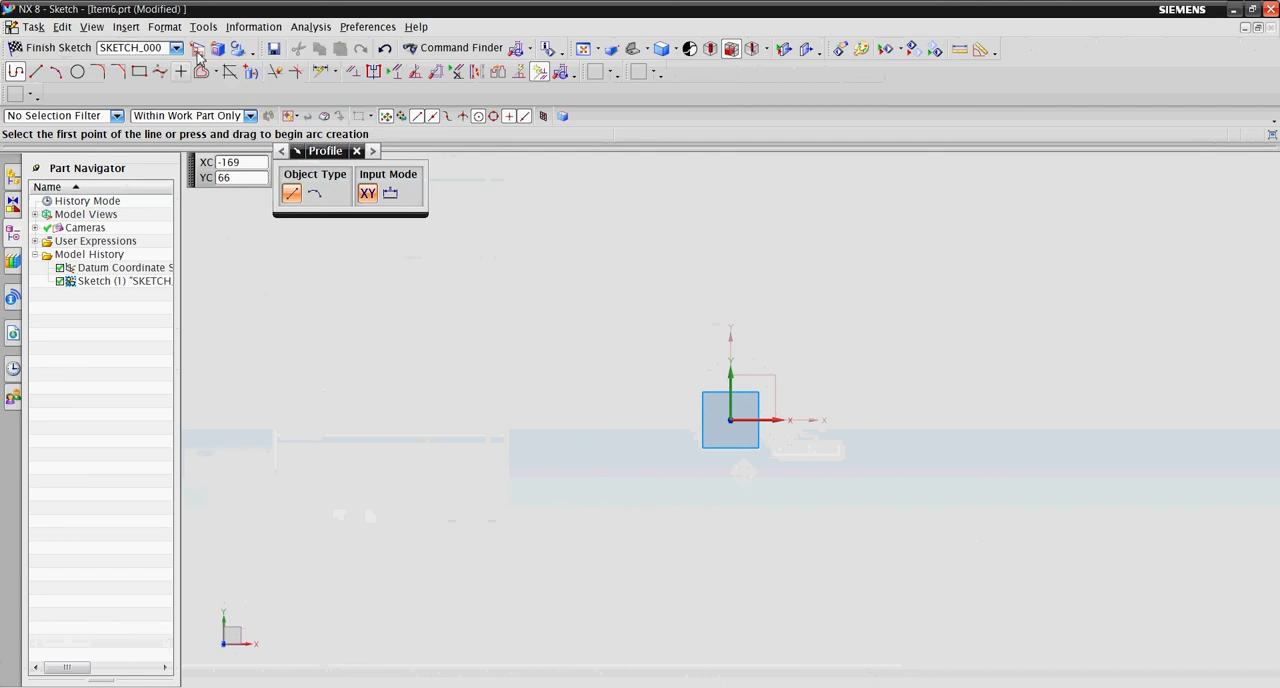 NX 8 - Sketch - [Item6.prt (Modified) ]
SIEMENS
Task Edit View Insert Format Tools Information Analysis Preferences Help
Finish Sketch SKETCH_000 Command Finder
No Selection Filter Within Work Part Only
Select the first point of the line or press and drag to begin arc creation
Part Navigator
Name
History Mode
Model Views
Cameras
User Expressions
Model History
Datum Coordinate S
Sketch (1) "SKETCH_
XC -169
YC 66
Profile
Object Type Input Mode
XY
Y
Y
X X
Y
X